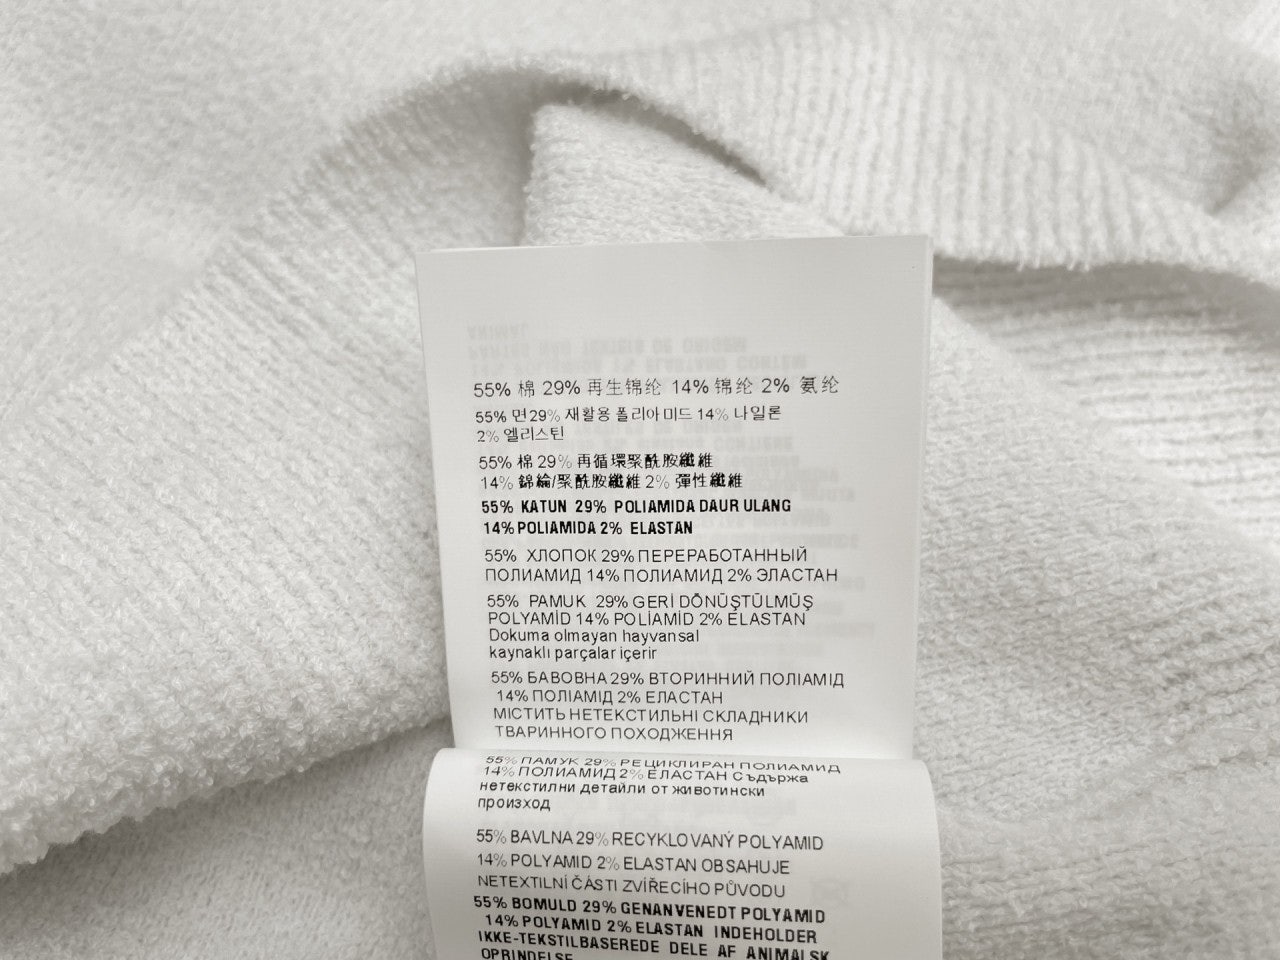 55% 棉 29% 再生锦纶 14% 锦纶 2% 氨纶
55% 면29% 재활용 폴리아미드 14% 나일론
2% 엘리스틴
55% 棉 29% 再循環聚酰胺纖維
14% 錦綸/聚酰胺纖維 2% 彈性纖維
55% KATUN 29% POLIAMIDA DAUR ULANG
14% POLIAMIDA 2% ELASTAN
55% ХЛОПОК 29% ПЕРЕРАБОТАННЫЙ
ПОЛИАМИД 14% ПОЛИАМИД 2% ЭЛАСТАН
55% PAMUK 29% GERİ DÖNÜŞTÜLMÜŞ
POLYAMİD 14% POLİAMİD 2% ELASTAN
Dokuma olmayan hayvansal
kaynaklı parçalar içerir
55% БАВОВНА 29% ВТОРИННИЙ ПОЛІАМІД
14% ПОЛІАМІД 2% ЕЛАСТАН
МІСТИТЬ НЕТЕКСТИЛЬНІ СКЛАДНИКИ
ТВАРИННОГО ПОХОДЖЕННЯ
55% ПАМУК 29% РЕЦИКЛИРАН ПОЛИАМИД
14% ПОЛИАМИД 2% ЕЛАСТАН Съдържа
нетекстилни детайли от животински
произход
55% BAVLNA 29% RECYKLOVANÝ POLYAMID
14% POLYAMID 2% ELASTAN OBSAHUJE
NETEXTILNÍ ČÁSTI ZVÍŘECÍHO PŮVODU
55% BOMULD 29% GENANVENEDT POLYAMID
14% POLYAMID 2% ELASTAN INDEHOLDER
IKKE-TEKSTILBASEREDE DELE AF ANIMALSK
OPRINDELSE